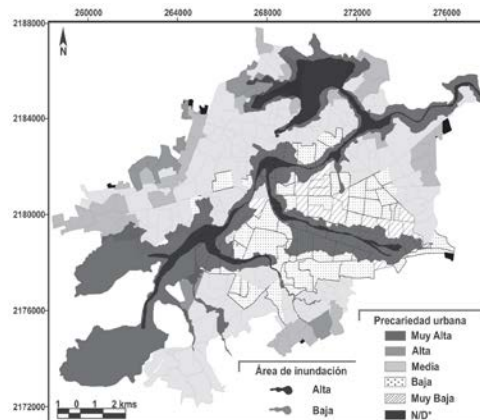 260000 264000 268000 272000 276000
2188000
N
2184000
2180000
2176000
2172000
Área de inundación
Alta
Baja
Precariedad urbana
Muy Alta
Alta
Media
Baja
Muy Baja
N/D*
1 0 1 2 kms